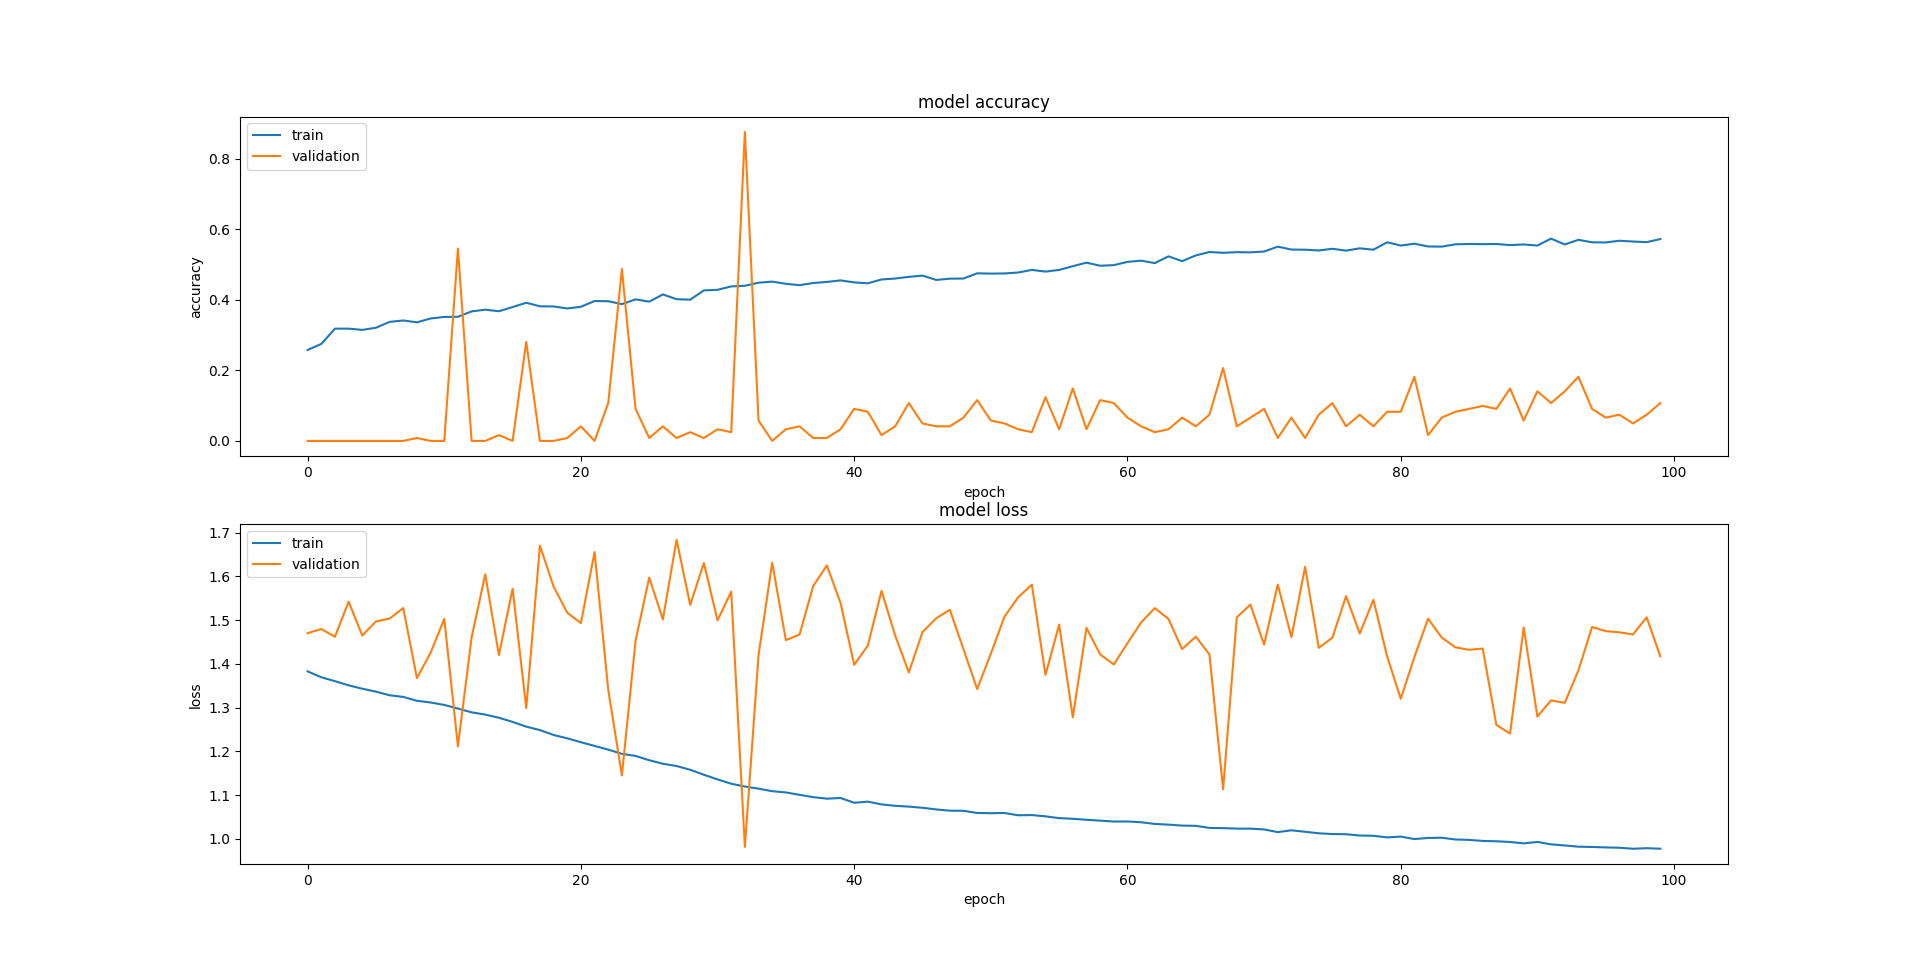 model accuracy
train
validation
accuracy
0.8
0.6
0.4
0.2
0.0
0 20 40 60 80 100
epoch
model loss
train
validation
loss
1.7
1.6
1.5
1.4
1.3
1.2
1.1
1.0
0 20 40 60 80 100
epoch